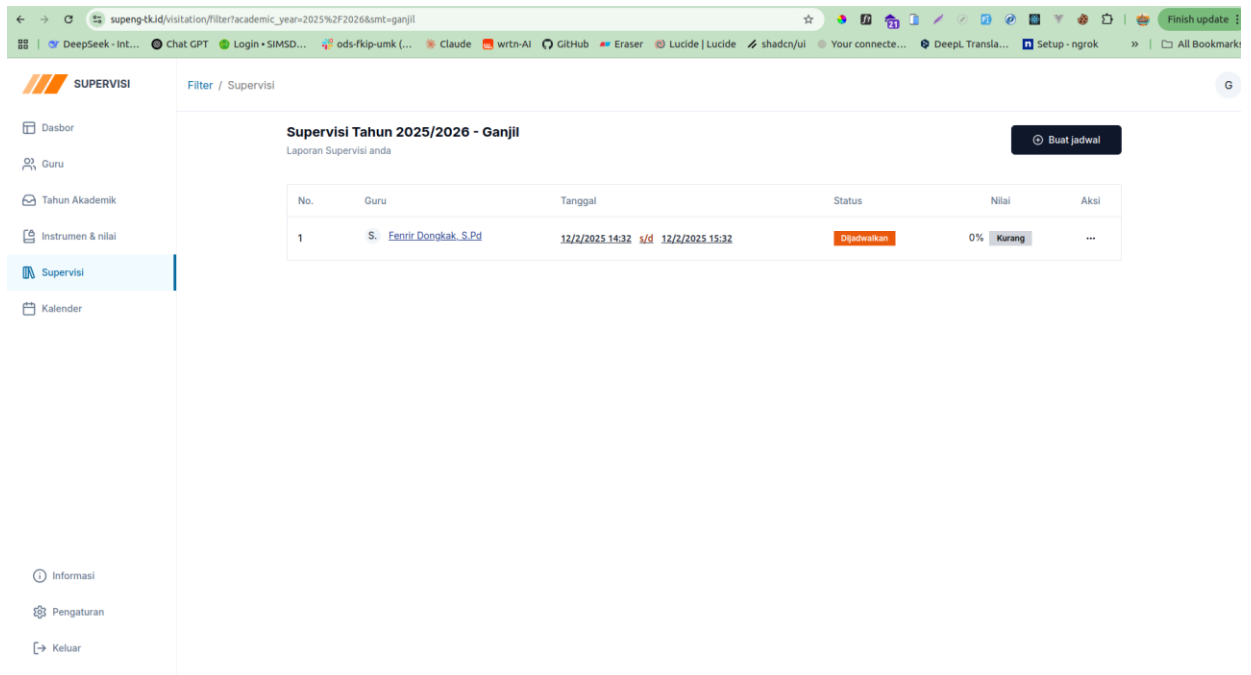 supeng-tk.id/visitation/filter?academic_year=2025%2F2026&smt=ganjil
21
Finish update
DeepSeek - Int...
Chat GPT
Login • SIMSD...
ods-fkip-umk (...
Claude
wrtn-AI
GitHub
Eraser
Lucide | Lucide
shadcn/ui
Your connecte...
DeepL Transla...
Setup - ngrok
»
All Bookmarks
SUPERVISI
Filter / Supervisi
G
Dasbor
Guru
Tahun Akademik
Instrumen & nilai
Supervisi
Kalender
Supervisi Tahun 2025/2026 - Ganjil
Laporan Supervisi anda
Buat jadwal
No. Guru Tanggal Status Nilai Aksi
1 S. Fenrir Dongkak, S.Pd 12/2/2025 14:32 s/d 12/2/2025 15:32 Dijadwalkan 0% Kurang ...
Informasi
Pengaturan
Keluar